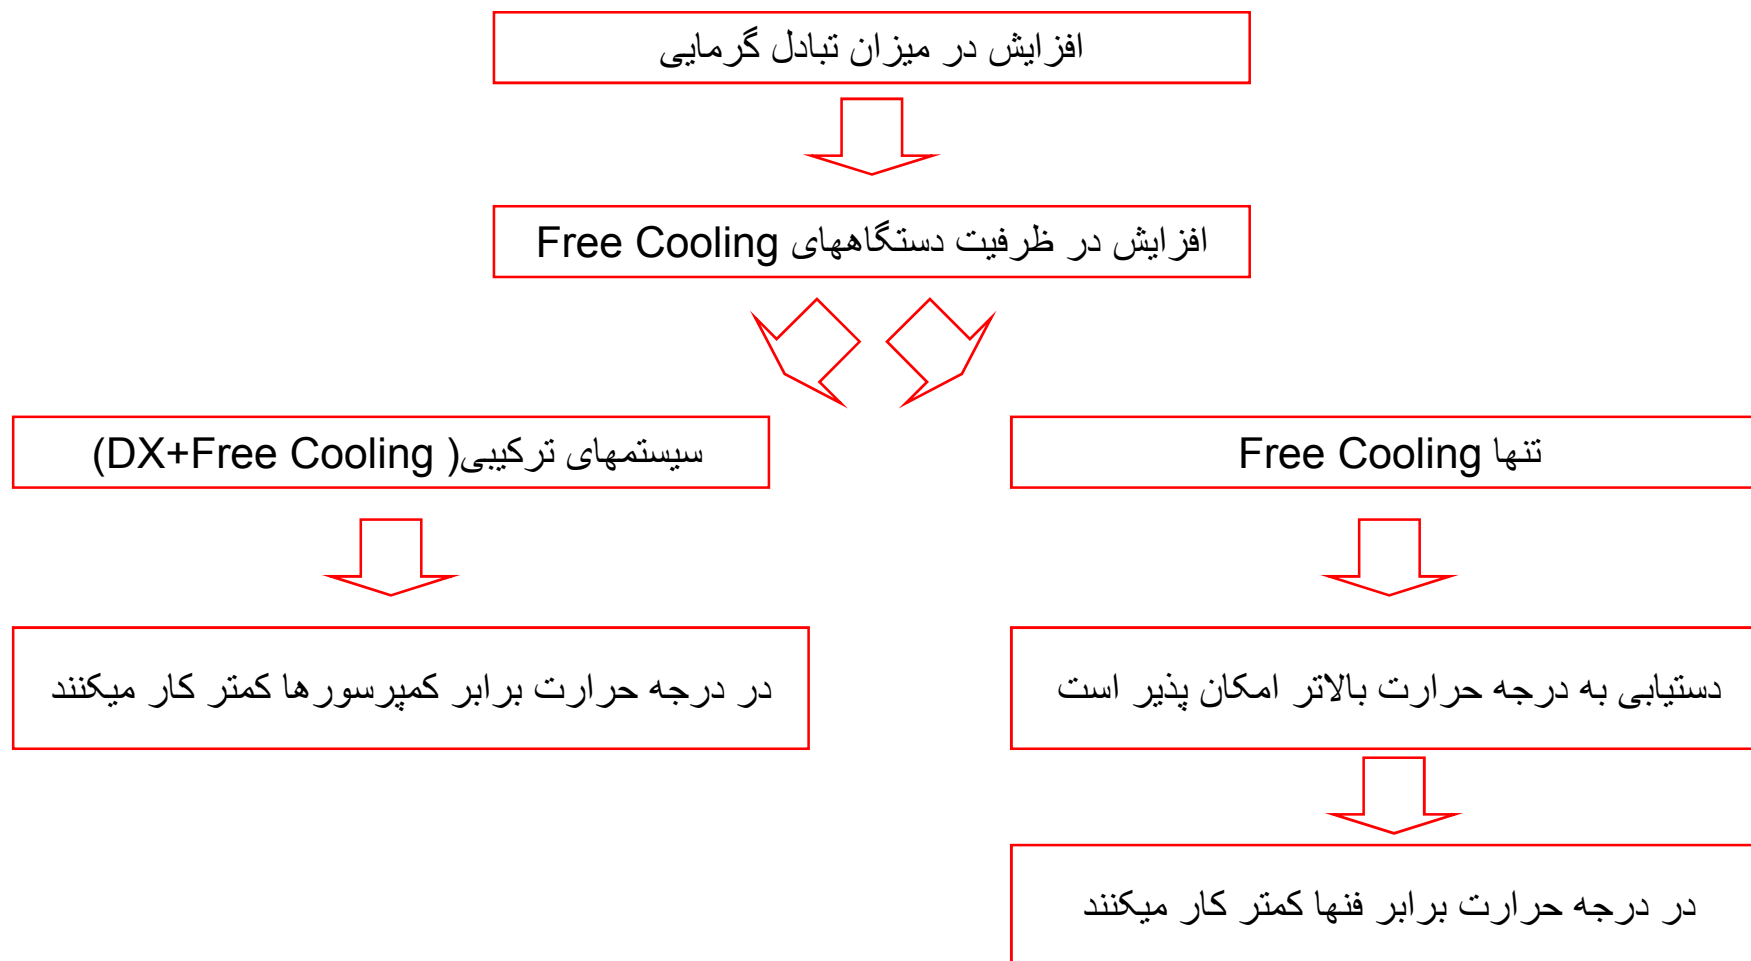 افزایش در میزان تبادل گرمایی
افزایش در ظرفیت دستگاههای Free Cooling
تنها Free Cooling
سیستمهای ترکیبی( DX+Free Cooling)
دستیابی به درجه حرارت بالاتر امکان پذیر است
در درجه حرارت برابر کمپرسورها کمتر کار میکنند
در درجه حرارت برابر فنها کمتر کار میکنند